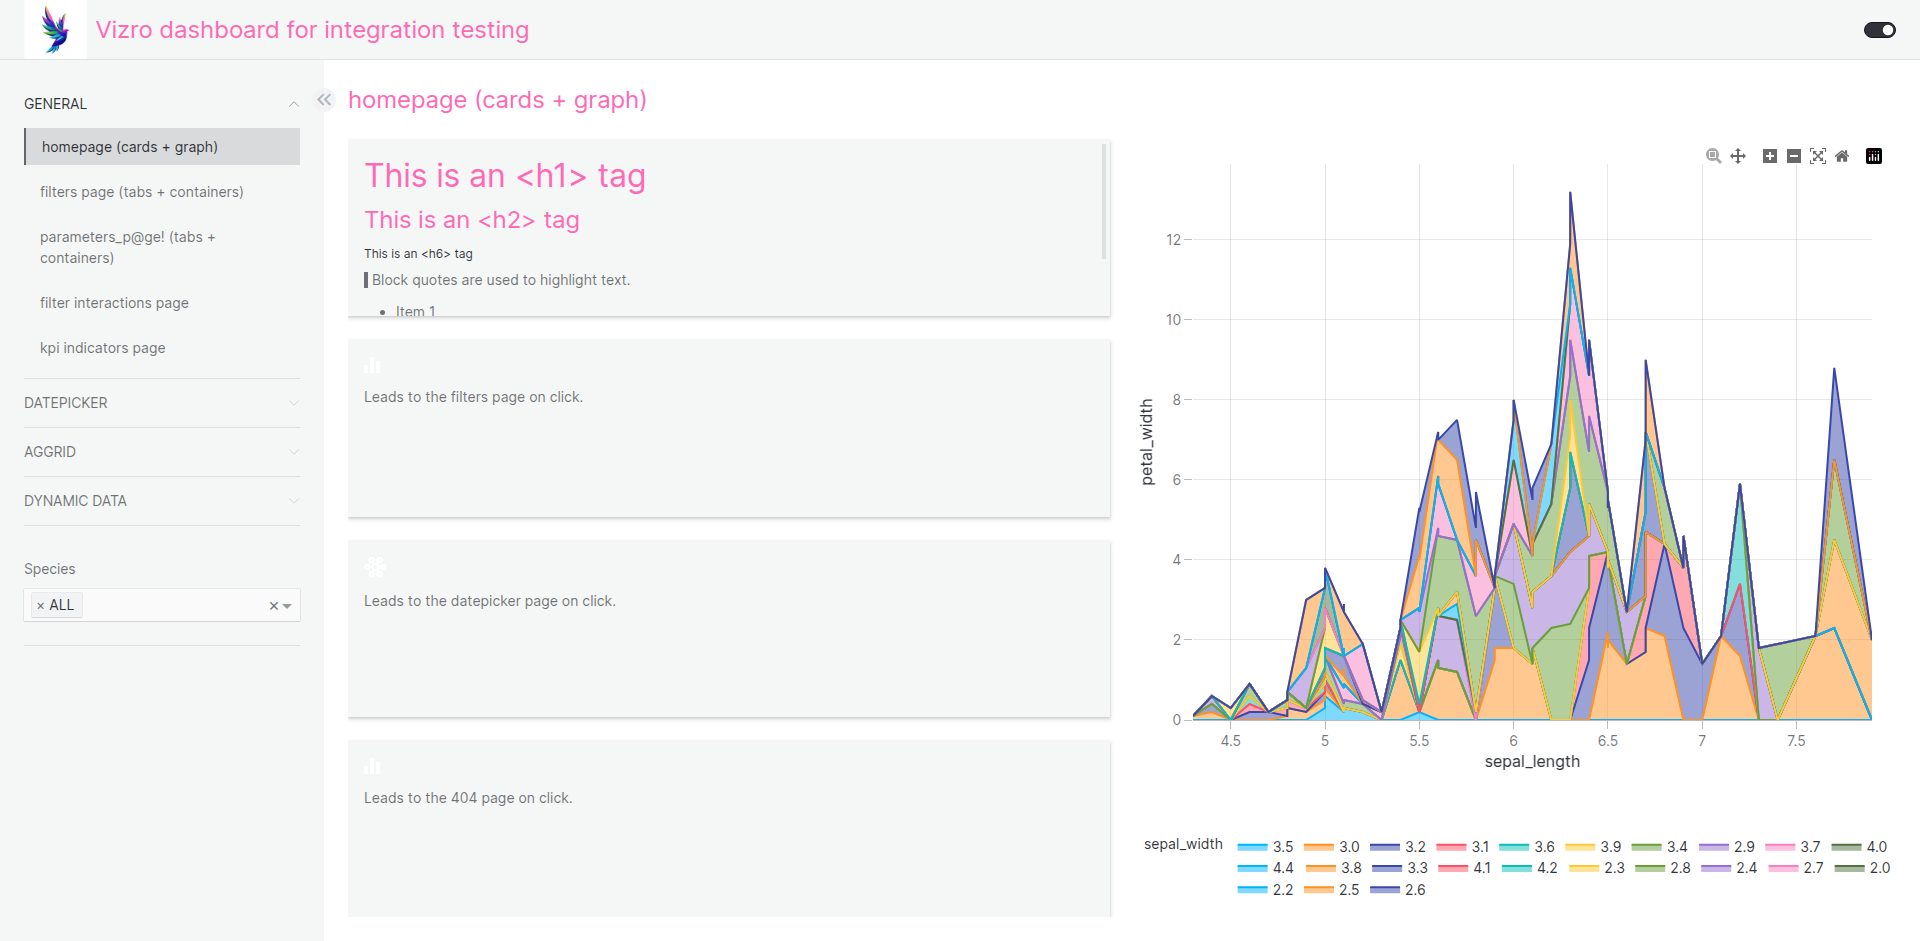 Vizro dashboard for integration testing
GENERAL
homepage (cards + graph)
filters page (tabs + containers)
parameters_p@ge! (tabs +
containers)
filter interactions page
kpi indicators page
DATEPICKER
AGGRID
DYNAMIC DATA
Species
× ALL ×
homepage (cards + graph)
This is an <h1> tag
This is an <h2> tag
This is an <h6> tag
Block quotes are used to highlight text.
• Item 1
Leads to the filters page on click.
Leads to the datepicker page on click.
Leads to the 404 page on click.
petal_width
12
10
8
6
4
2
0
4.5 5 5.5 6 6.5 7 7.5
sepal_length
sepal_width 3.5 3.0 3.2 3.1 3.6 3.9 3.4 2.9 3.7 4.0
4.4 3.8 3.3 4.1 4.2 2.3 2.8 2.4 2.7 2.0
2.2 2.5 2.6